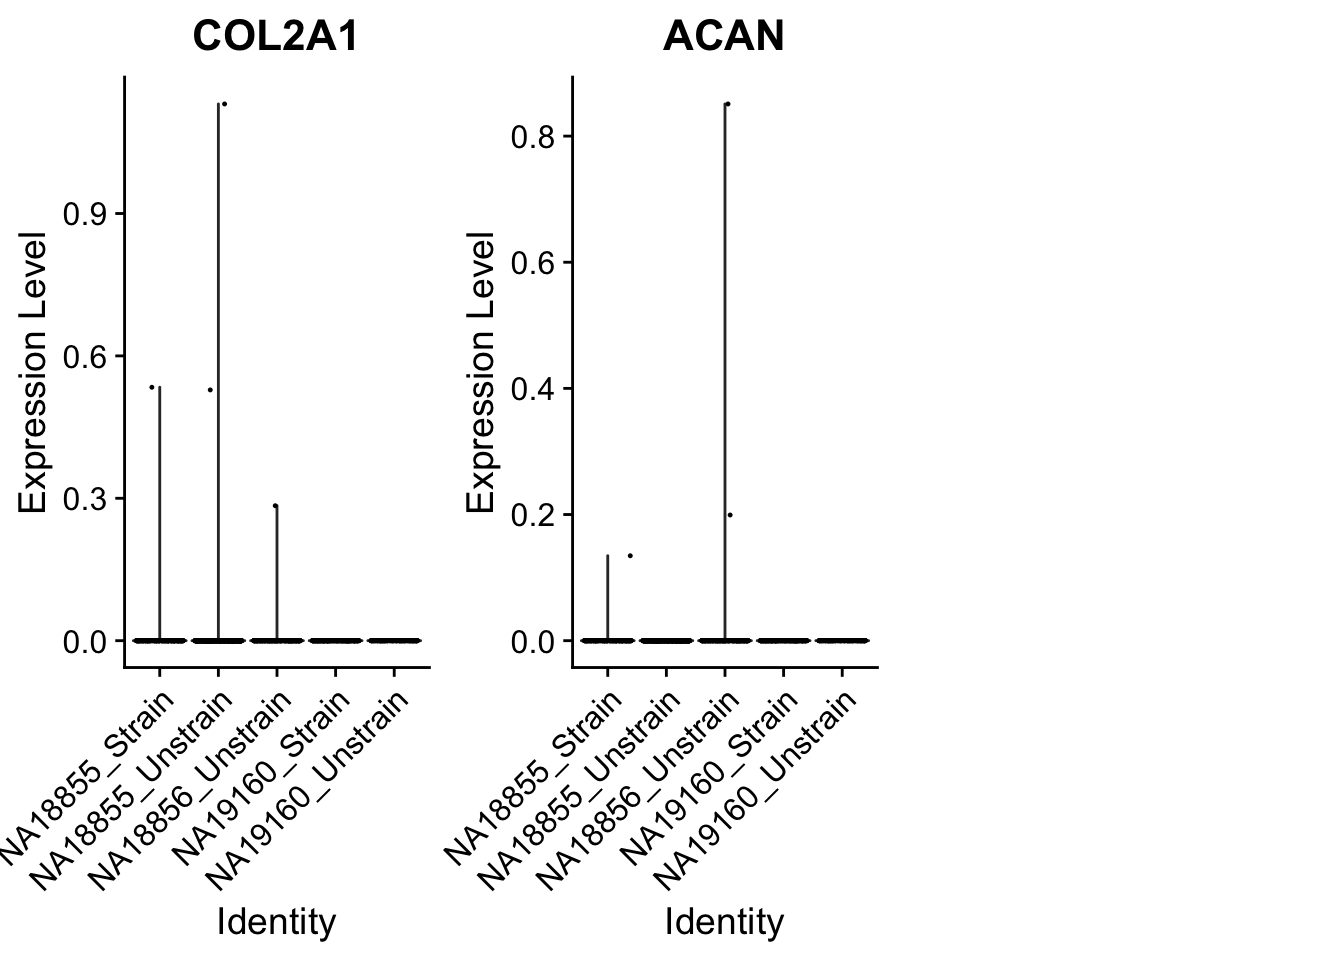 COL2A1
Expression Level
0.9
0.6
0.3
0.0
NA18855_Strain
NA18855_Unstrain
NA18856_Unstrain
NA19160_Strain
NA19160_Unstrain
Identity
ACAN
Expression Level
0.8
0.6
0.4
0.2
0.0
NA18855_Strain
NA18855_Unstrain
NA18856_Unstrain
NA19160_Strain
NA19160_Unstrain
Identity